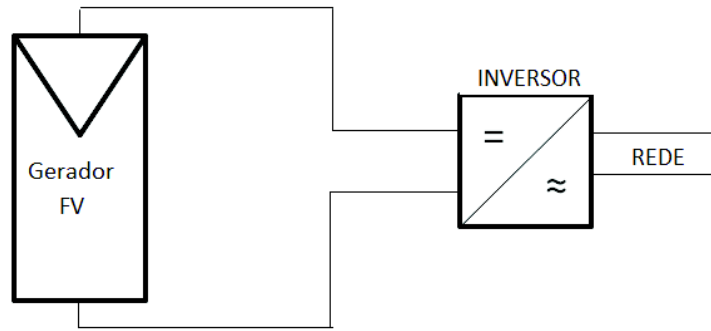 INVERSOR
=
≈
REDE
Gerador
FV